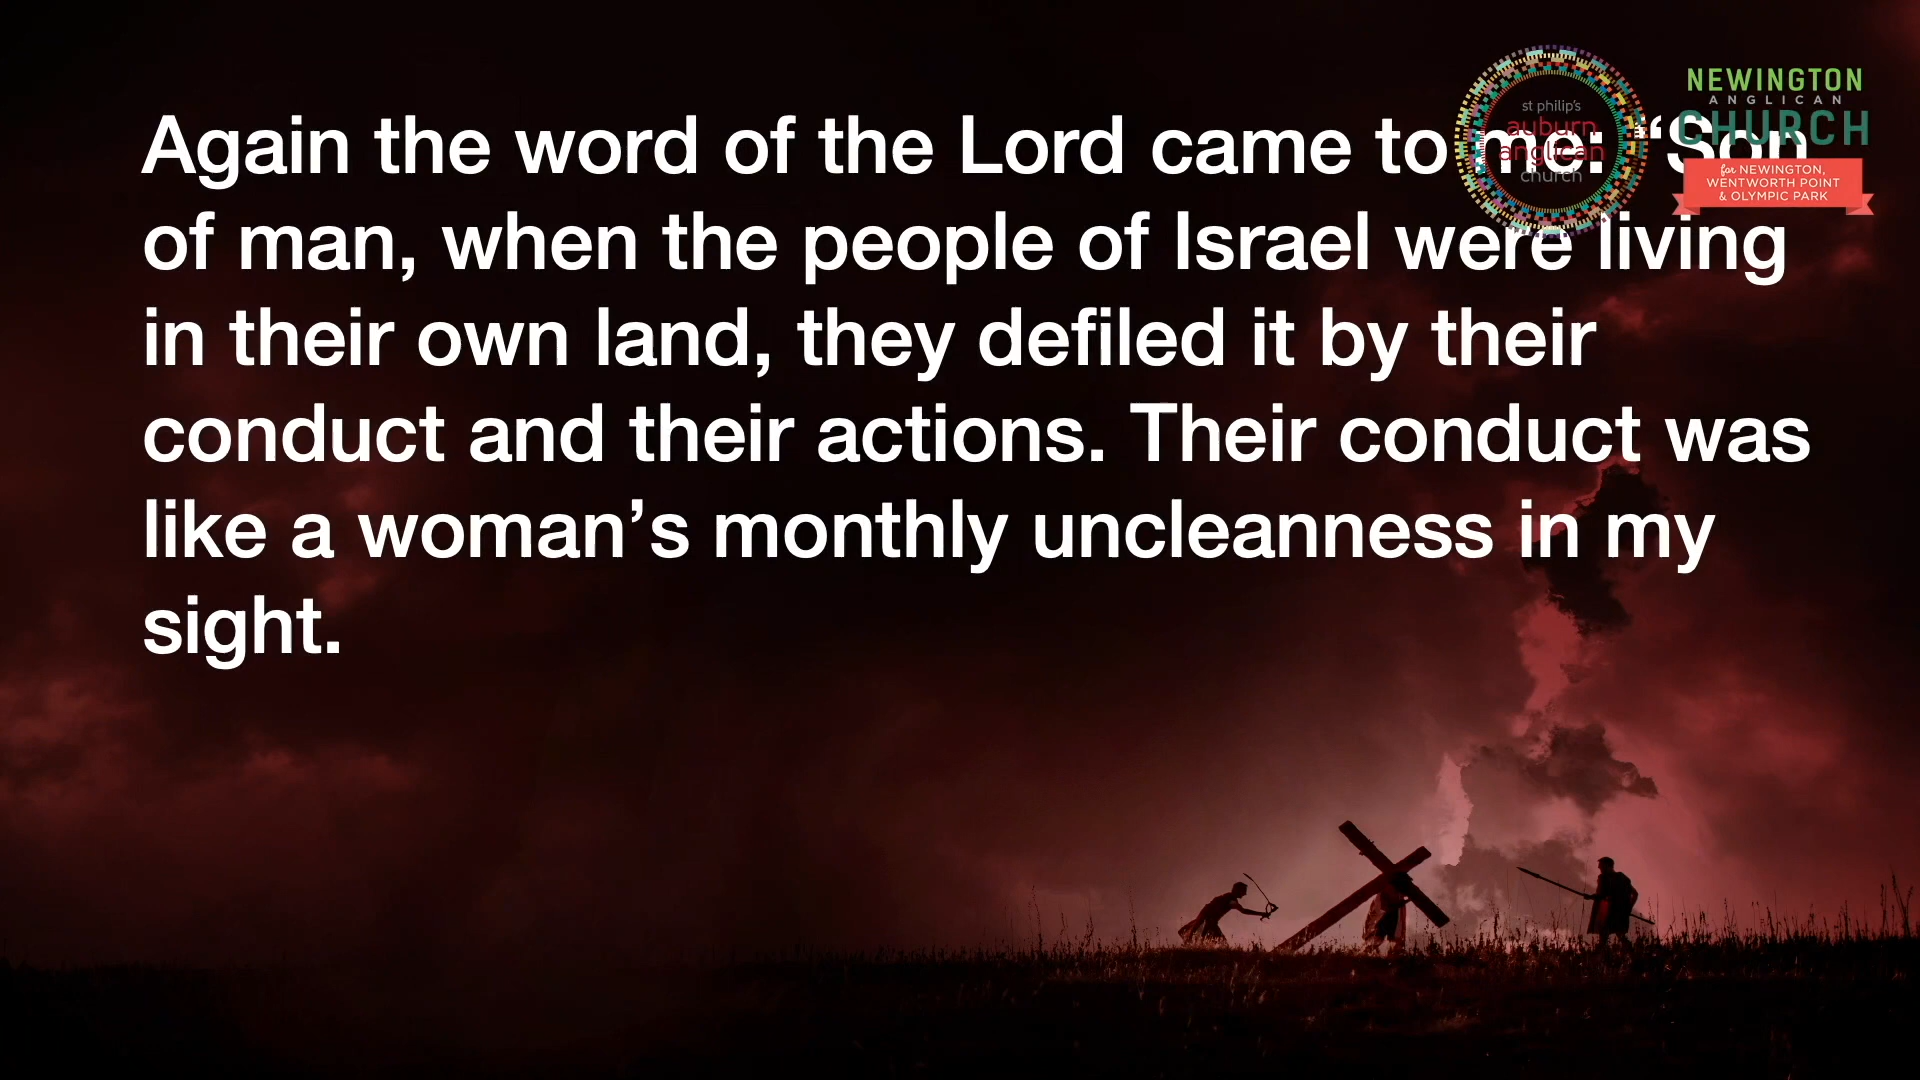 Again the word of the Lord came to me: “Son
of man, when the people of Israel were living
in their own land, they defiled it by their
conduct and their actions. Their conduct was
like a woman’s monthly uncleanness in my
sight.
st philip's
auburn
anglican
church
NEWINGTON
ANGLICAN
CHURCH
for NEWINGTON,
WENTWORTH POINT
& OLYMPIC PARK